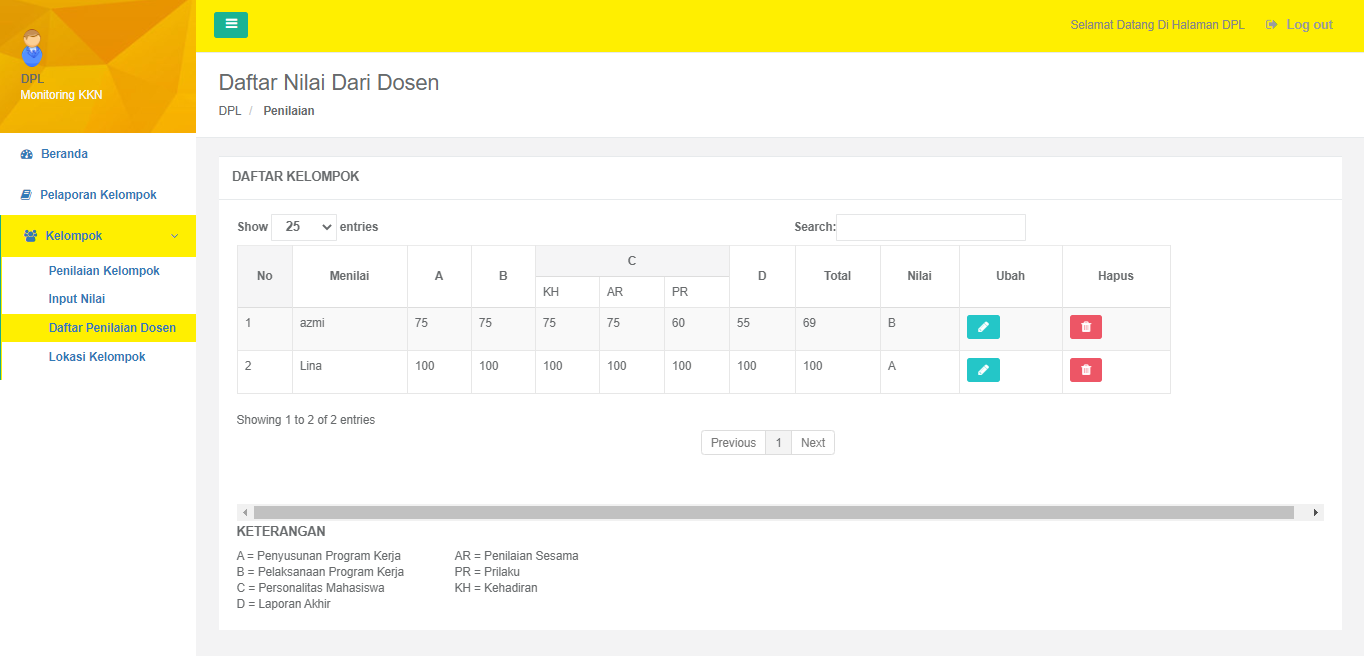 DPL
Monitoring KKN
Beranda
Pelaporan Kelompok
Kelompok
Penilaian Kelompok
Input Nilai
Daftar Penilaian Dosen
Lokasi Kelompok
Selamat Datang Di Halaman DPL Log out
Daftar Nilai Dari Dosen
DPL / Penilaian
DAFTAR KELOMPOK
Show 25 entries Search:
No Menilai A B C D Total Nilai Ubah Hapus
KH AR PR
1 azmi 75 75 75 75 60 55 69 B
2 Lina 100 100 100 100 100 100 100 A
Showing 1 to 2 of 2 entries
Previous 1 Next
KETERANGAN
A = Penyusunan Program Kerja AR = Penilaian Sesama
B = Pelaksanaan Program Kerja PR = Prilaku
C = Personalitas Mahasiswa KH = Kehadiran
D = Laporan Akhir